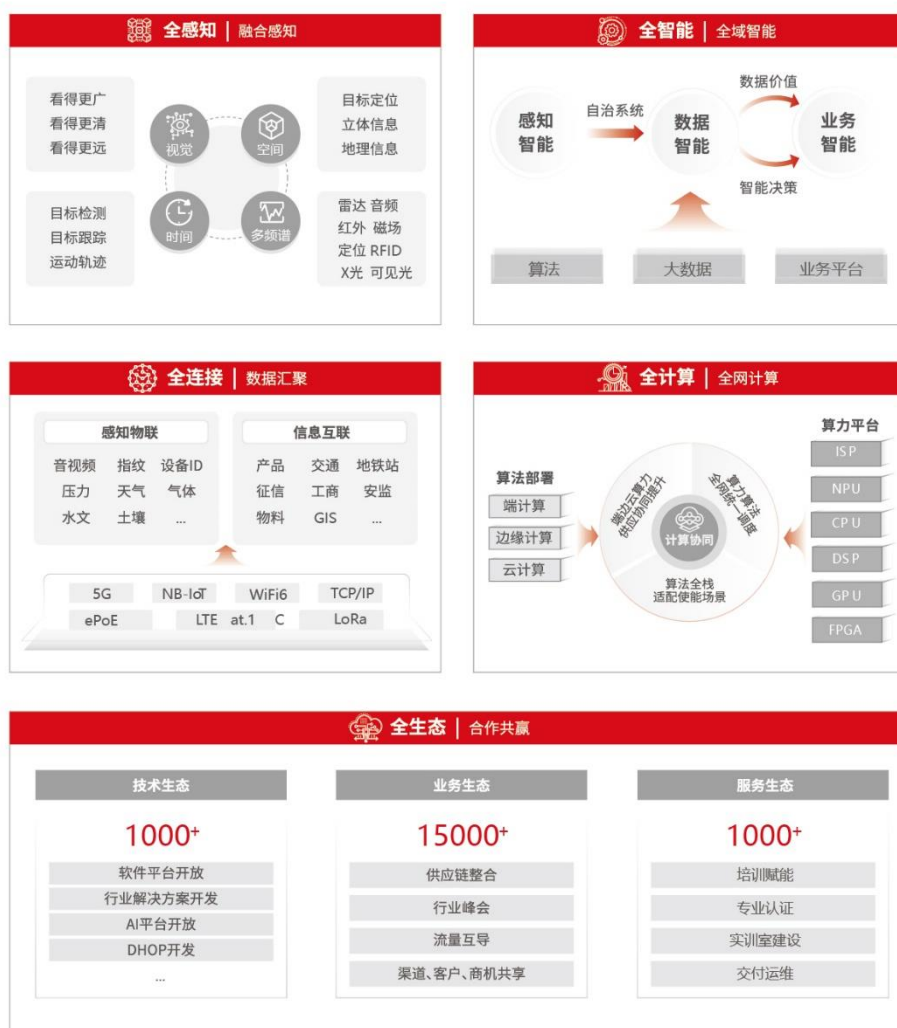 全感知 | 融合感知
看得更广
看得更清
看得更远
视觉
空间
目标定位
立体信息
地理信息
目标检测
目标跟踪
运动轨迹
时间
多频谱
雷达 音频
红外 磁场
定位 RFID
X光 可见光
全智能 | 全域智能
感知
智能
自治系统
数据
智能
数据价值
智能决策
业务
智能
算法
大数据
业务平台
全连接 | 数据汇聚
感知物联
音视频 指纹 设备ID
压力 天气 气体
水文 土壤 ...
信息互联
产品 交通 地铁站
征信 工商 安监
物料 GIS ...
5G NB-IoT WiFi6 TCP/IP
ePoE LTE at.1 C LoRa
全计算 | 全网计算
算法部署
端计算
边缘计算
云计算
端边云算力
供应协同提升
算力算法
全网统一调度
计算协同
算法全栈
适配使能场景
算力平台
ISP
NPU
CPU
DSP
GPU
FPGA
全生态 | 合作共赢
技术生态
1000+
软件平台开放
行业解决方案开发
AI平台开放
DHOP开发
...
业务生态
15000+
供应链整合
行业峰会
流量互导
渠道、客户、商机共享
服务生态
1000+
培训赋能
专业认证
实训室建设
交付运维